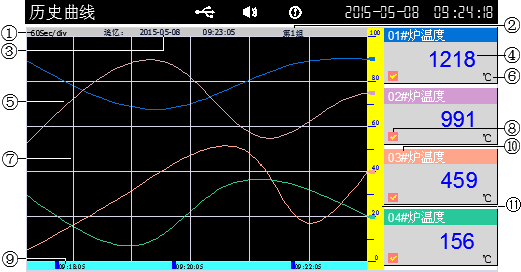 历史曲线 2015-05-08 09:24:18
① 60Sec/div 追忆: 2015-05-08 09:23:05 第1组 100 ②
③
01#炉温度
1218 ④
℃ ⑥
80
⑤
02#炉温度
991
℃ ⑧
60
⑩
03#炉温度
459
℃
⑦
40
⑪
20
04#炉温度
156
℃
0
⑨ 09:18:05 09:20:05 09:22:05